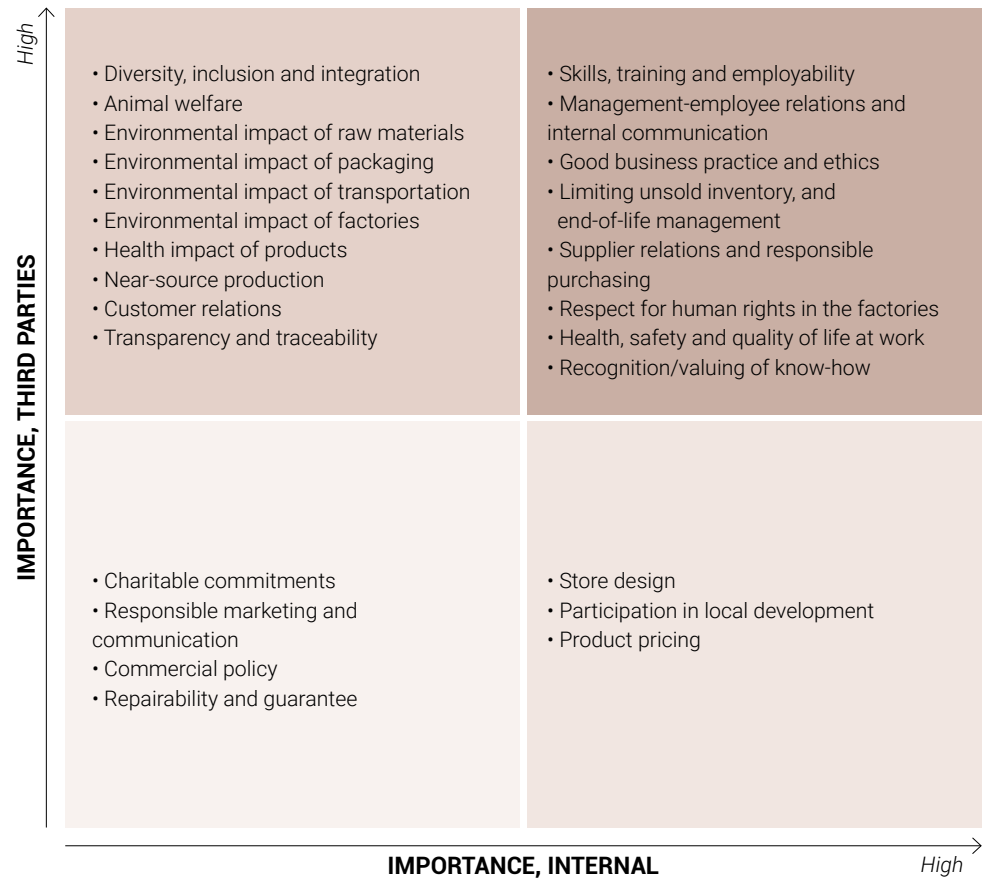 High
IMPORTANCE, THIRD PARTIES
• Diversity, inclusion and integration
• Animal welfare
• Environmental impact of raw materials
• Environmental impact of packaging
• Environmental impact of transportation
• Environmental impact of factories
• Health impact of products
• Near-source production
• Customer relations
• Transparency and traceability
• Skills, training and employability
• Management-employee relations and
internal communication
• Good business practice and ethics
• Limiting unsold inventory, and
end-of-life management
• Supplier relations and responsible
purchasing
• Respect for human rights in the factories
• Health, safety and quality of life at work
• Recognition/valuing of know-how
• Charitable commitments
• Responsible marketing and
communication
• Commercial policy
• Repairability and guarantee
• Store design
• Participation in local development
• Product pricing
IMPORTANCE, INTERNAL
High